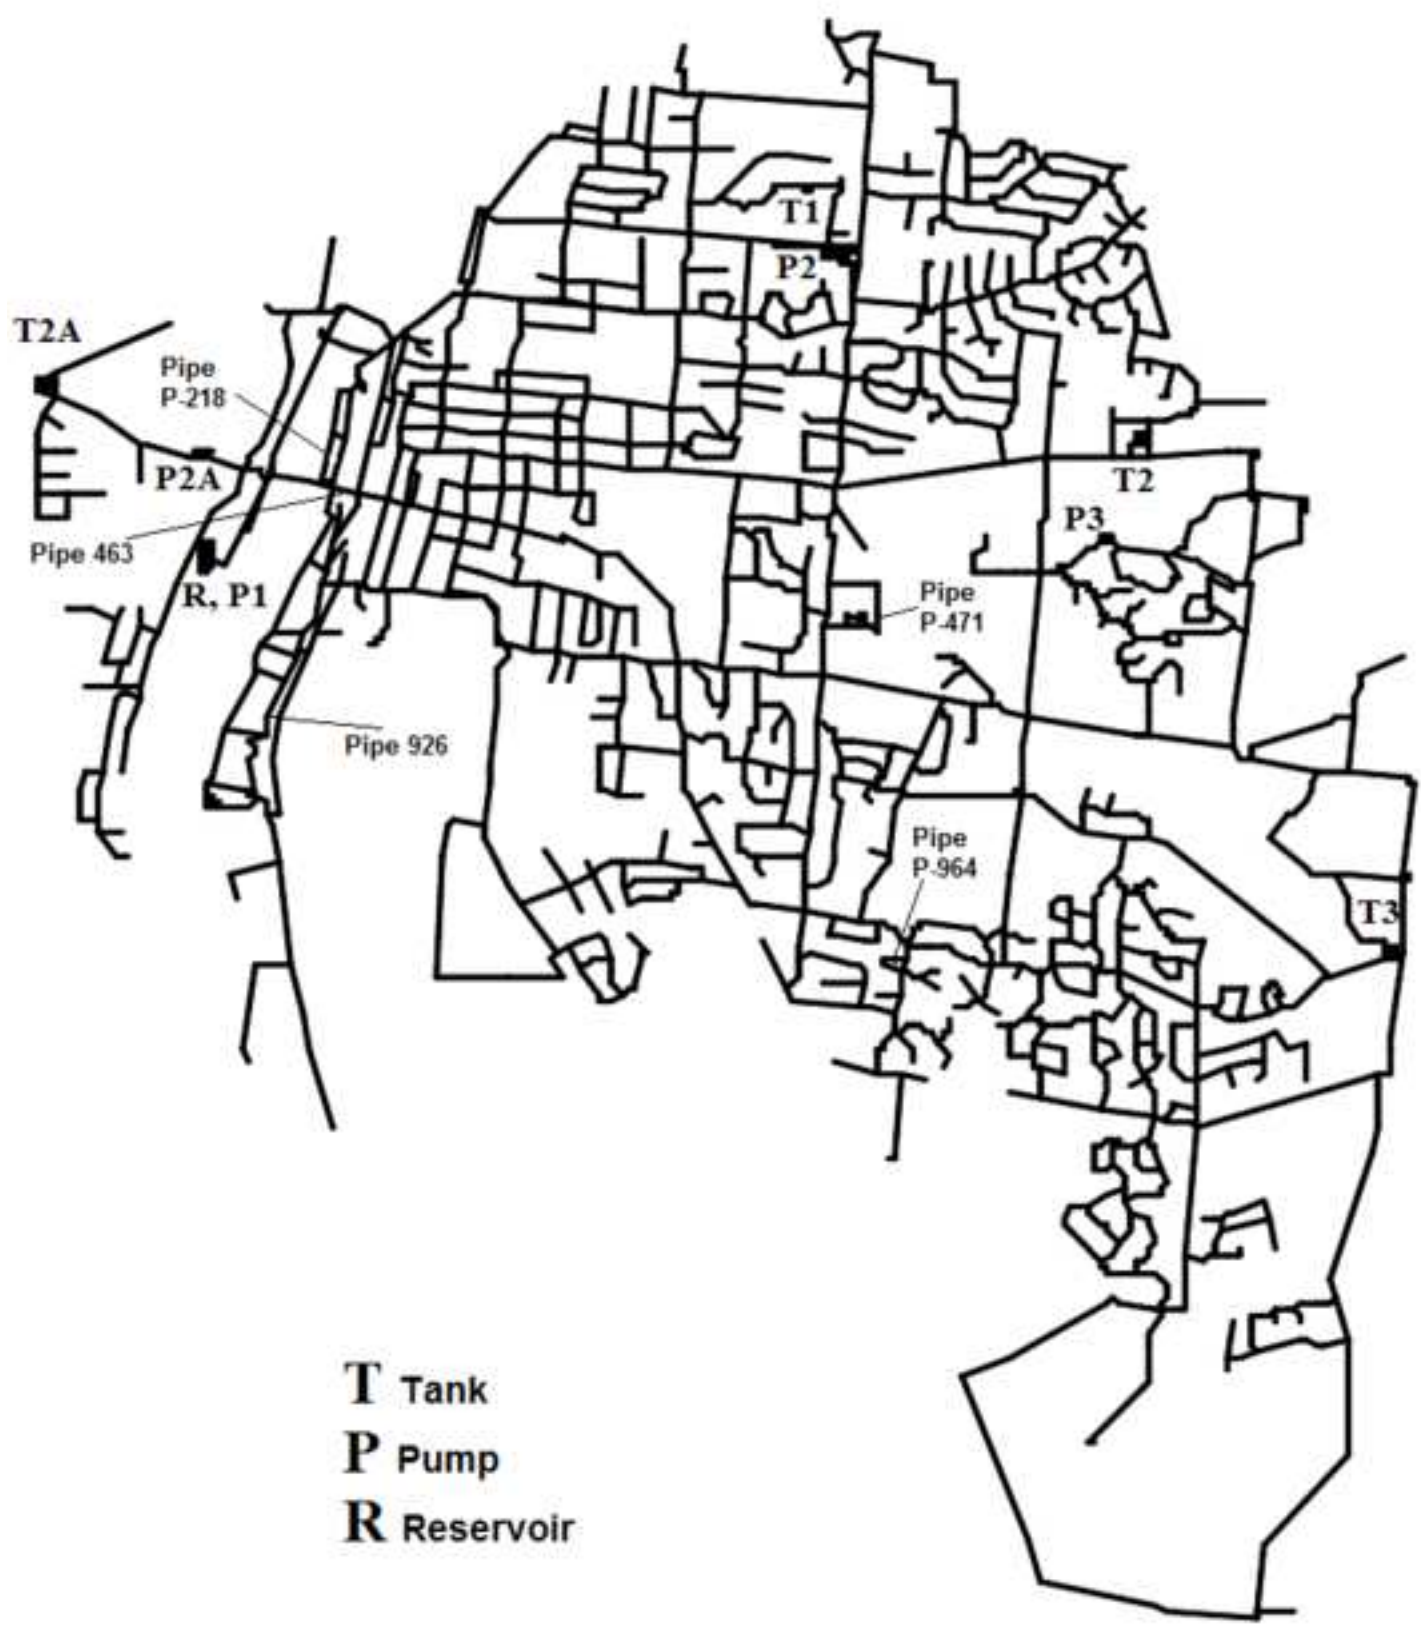 T1
P2
T2A
Pipe
P-218
P2A
T2
P3
Pipe 463
R, P1
Pipe
P-471
Pipe 926
Pipe
P-964
T3
T Tank
P Pump
R Reservoir